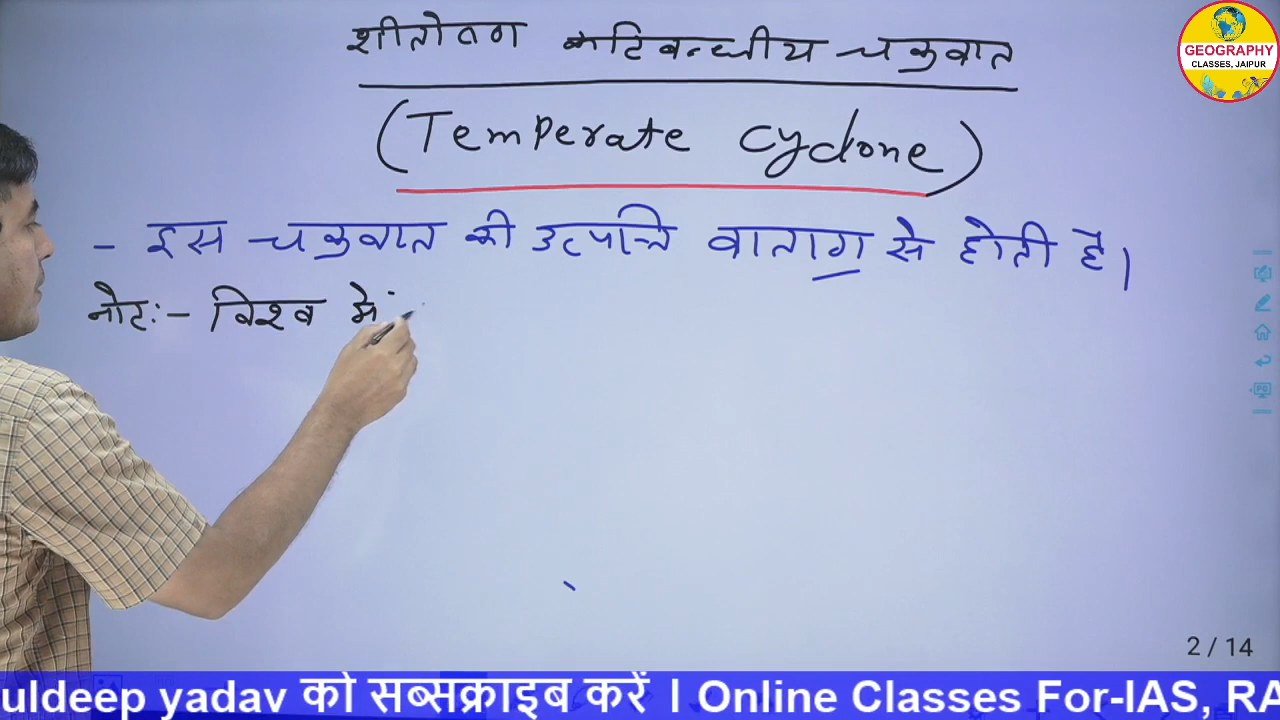 शीतोष्ण कटिबन्धीय चक्रवात
(Temperate Cyclone)
- इस चक्रवात की उत्पत्ति वाताग्र से होती है।
नोट:- विश्व में
GEOGRAPHY
CLASSES, JAIPUR
2 / 14
uldeep yadav को सब्सक्राइब करें । Online Classes For-IAS, RA